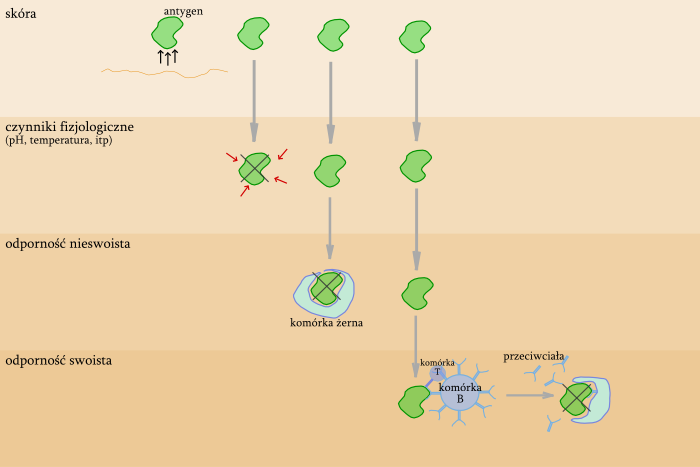 skóra
antygen
czynniki fizjologiczne
(pH, temperatura, itp)
odporność nieswoista
komórka żerna
odporność swoista
komórka
T
komórka
B
przeciwciała